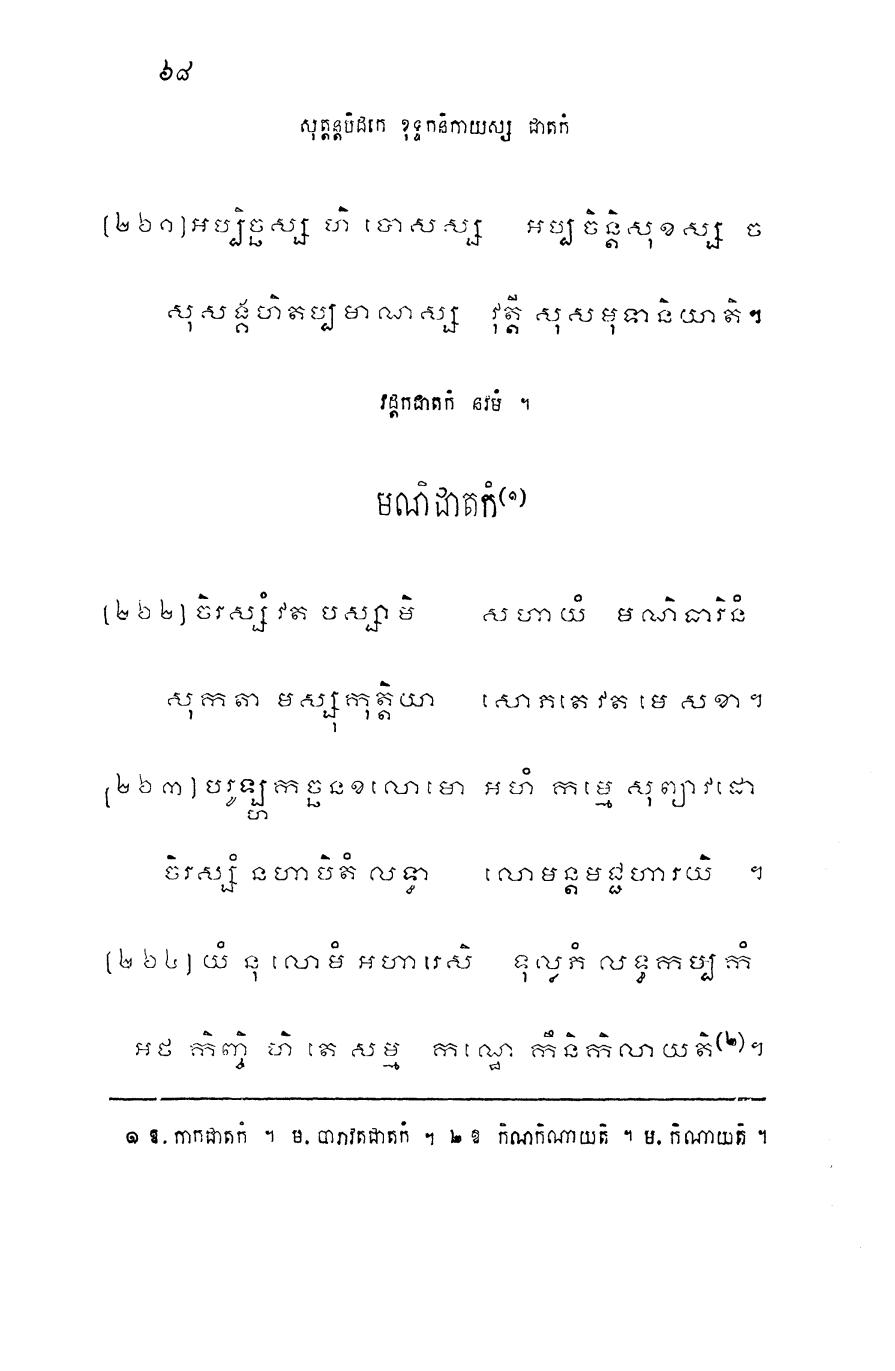 ៦៨
សុត្តន្តបិដកេ ខុទ្ទកនិកាយស្ស ជាតកំ
[២៦១] អប្បិច្ឆស្ស ហិ បោសស្ស អប្បចិន្តិសុខស្ស ច
សុសង្គហិតប្បមាណស្ស វុត្តី សុសមុទានិយាតិ។
វដ្តកជាតកំ នវមំ ។
មណិជាតកំ(១)
[២៦២] ចិរស្សំ វត បស្សាមិ សហាយំ មណិធារិនំ
សុកតា មស្សុកុត្តិយា សោភតេ វត មេ សខា។
[២៦៣] បរូឡ្ហកច្ឆនខលោមោ អហំ កម្មេ សុព្យាវដោ
ចិរស្សំ នហាបិតំ លទ្ធា លោមន្តមជ្ជហារយិ ។
[២៦៤] យំ នុ លោមំ អហារេសិ ទុល្លភំ លទ្ធកប្បកំ
អថ កិញ្ចិ ហិ តេ សម្ម កណ្ឋេ កឹនិកិលាយតិ(២)។
១ ឱ. កាកជាតកំ ។ ម. បារាវតជាតកំ ។ ២ ឱ កិណកិណាយតិ ។ ម. កិណាយតិ ។